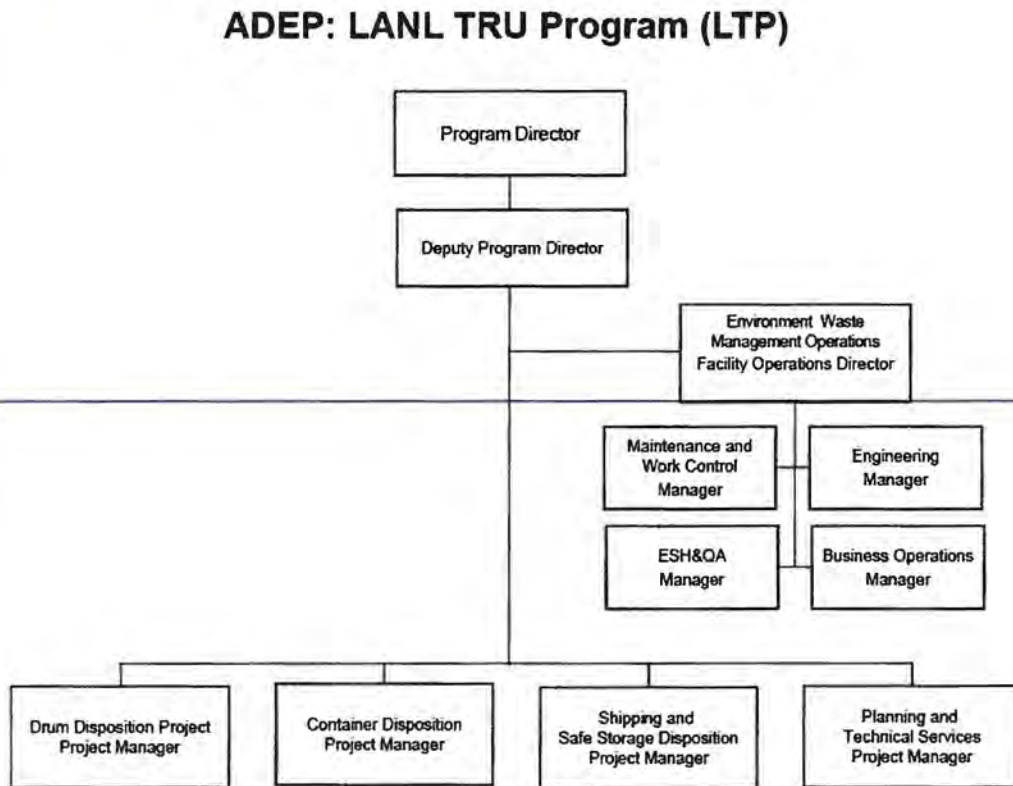 ADEP: LANL TRU Program (LTP)
Program Director
Deputy Program Director
Environment Waste
Management Operations
Facility Operations Director
Maintenance and
Work Control
Manager
Engineering
Manager
ESH&QA
Manager
Business Operations
Manager
Drum Disposition Project
Project Manager
Container Disposition
Project Manager
Shipping and
Safe Storage Disposition
Project Manager
Planning and
Technical Services
Project Manager